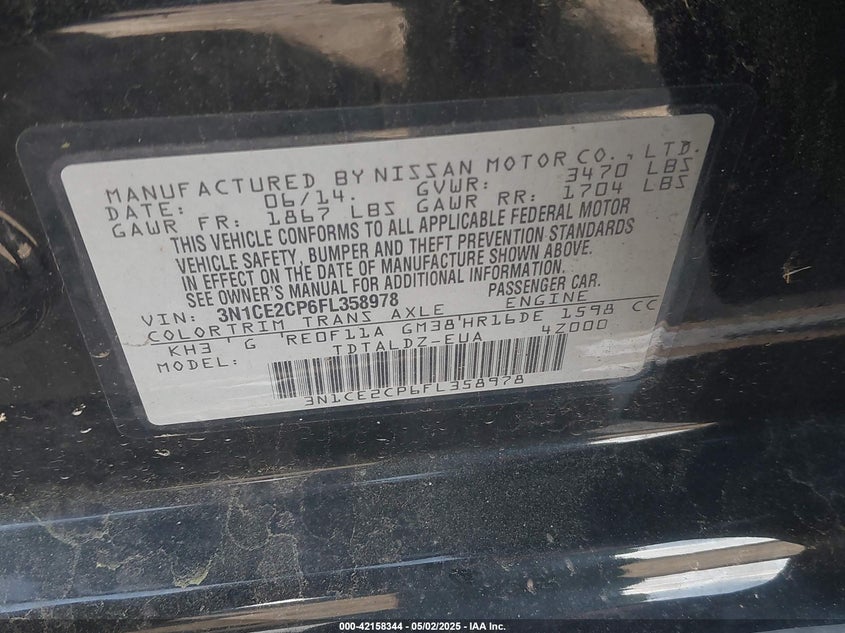 MANUFACTURED BY NISSAN MOTOR CO., LTD.
DATE: 06/14. GVWR: 3470 LBS
GAWR FR: 1867 LBS GAWR RR: 1704 LBS
THIS VEHICLE CONFORMS TO ALL APPLICABLE FEDERAL MOTOR
VEHICLE SAFETY, BUMPER AND THEFT PREVENTION STANDARDS
IN EFFECT ON THE DATE OF MANUFACTURE SHOWN ABOVE.
SEE OWNER'S MANUAL FOR ADDITIONAL INFORMATION.
VIN: 3N1CE2CP6FL358978 PASSENGER CAR.
COLOR TRIM TRANS AXLE ENGINE
KH3 G RE0F11A GM38 HR16DE 1598 CC
MODEL: TDTALDZ-EUA 4Z000
3N1CE2CP6FL358978
000-42158344 - 05/02/2025 - IAA Inc.